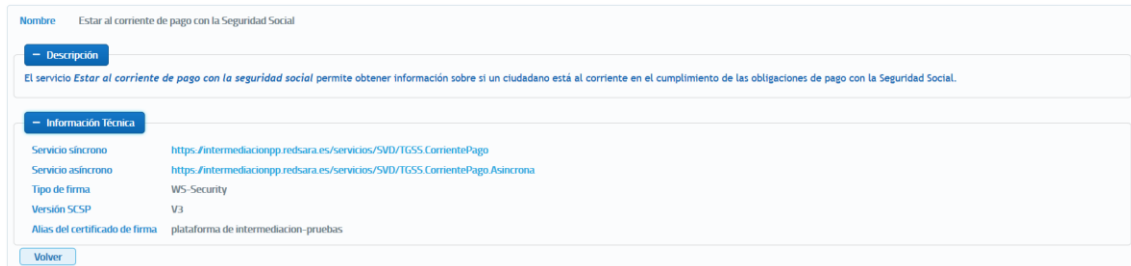 Nombre Estar al corriente de pago con la Seguridad Social
− Descripción
El servicio Estar al corriente de pago con la seguridad social permite obtener información sobre si un ciudadano está al corriente en el cumplimiento de las obligaciones de pago con la Seguridad Social.
− Información Técnica
Servicio síncrono https://intermediacionpp.redsara.es/servicios/SVD/TGSS.CorrientePago
Servicio asíncrono https://intermediacionpp.redsara.es/servicios/SVD/TGSS.CorrientePago.Asincrona
Tipo de firma WS-Security
Versión SCSP V3
Alias del certificado de firma plataforma de intermediacion-pruebas
Volver